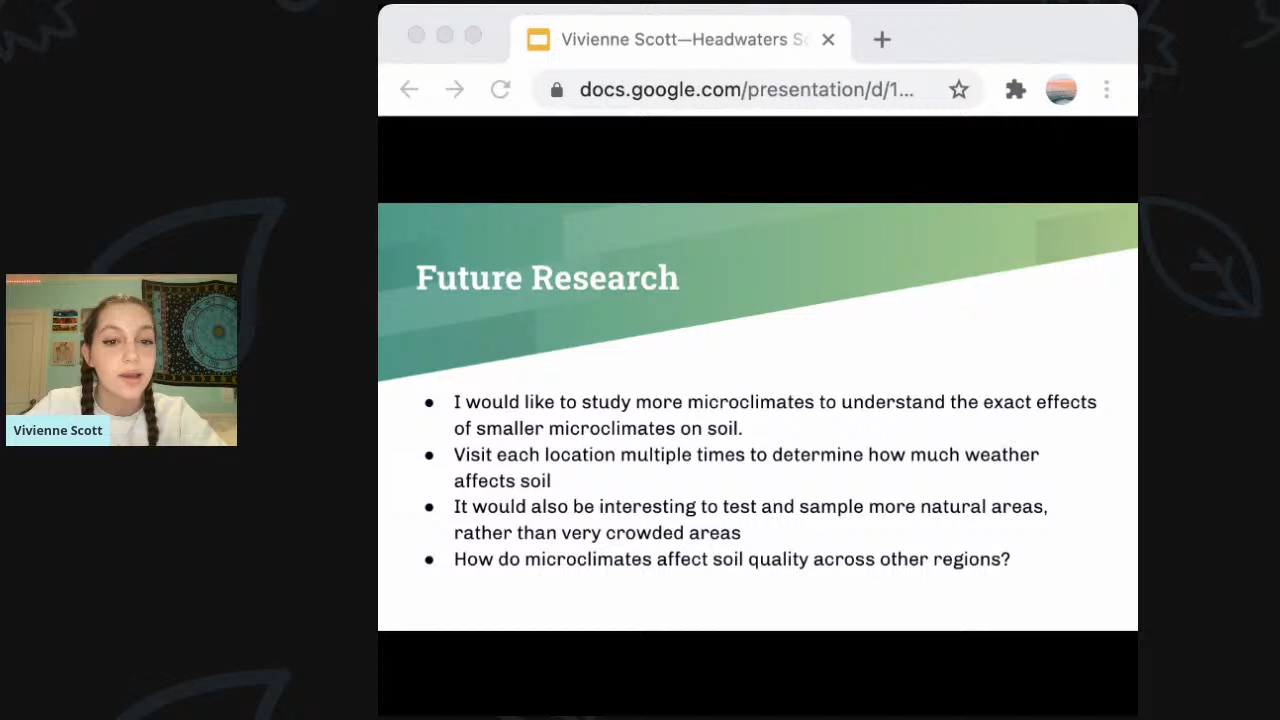 Vivienne Scott—Headwaters Sc
docs.google.com/presentation/d/1...
Future Research
● I would like to study more microclimates to understand the exact effects
of smaller microclimates on soil.
● Visit each location multiple times to determine how much weather
affects soil
● It would also be interesting to test and sample more natural areas,
rather than very crowded areas
● How do microclimates affect soil quality across other regions?
Vivienne Scott